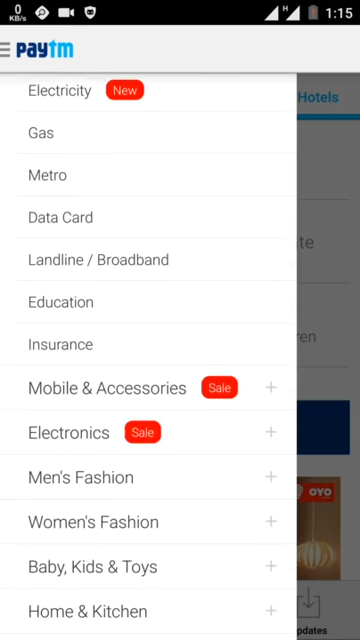 0
KB/s
H
1:15
paytm
Electricity New
Hotels
Gas
Metro
Data Card
Landline / Broadband
Education
Insurance
Mobile & Accessories Sale +
Electronics Sale +
OYO
Men's Fashion +
Women's Fashion +
Baby, Kids & Toys +
Home & Kitchen +
pdates